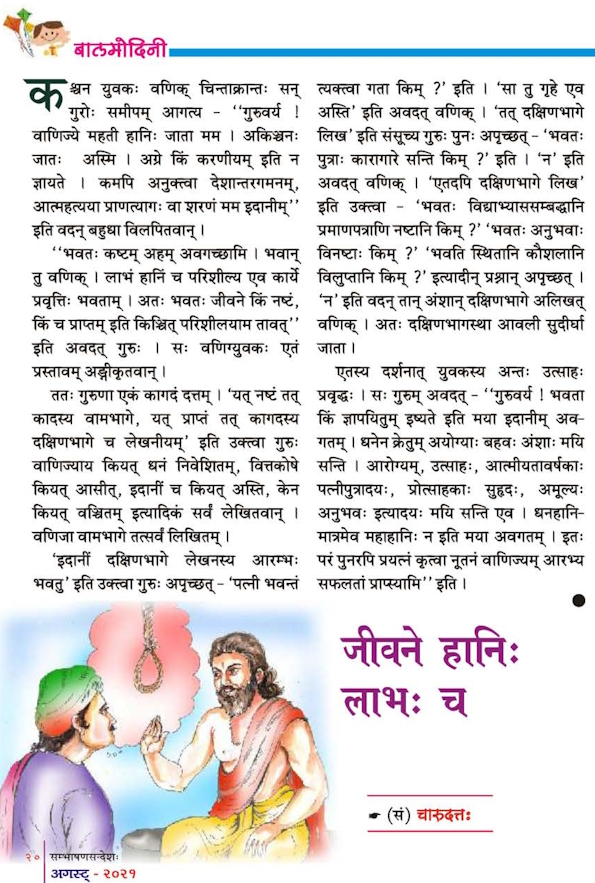 बालमोदिनी
कश्चन युवकः वणिक् चिन्ताक्रान्तः सन्
गुरोः समीपम् आगत्य – ‘‘गुरुवर्य !
वाणिज्ये महती हानिः जाता मम । अकिञ्चनः
जातः अस्मि । अग्रे किं करणीयम् इति न
ज्ञायते । कमपि अनुक्त्वा देशान्तरगमनम्,
आत्महत्यया प्राणत्यागः वा शरणं मम इदानीम्’’
इति वदन् बहुधा विलपितवान् ।
‘‘भवतः कष्टम् अहम् अवगच्छामि । भवान्
तु वणिक् । लाभं हानिं च परिशील्य एव कार्ये
प्रवृत्तिः भवताम् । अतः भवतः जीवने किं नष्टं,
किं च प्राप्तम् इति किञ्चित् परिशीलयाम तावत्’’
इति अवदत् गुरुः । सः वणिग्युवकः एतं
प्रस्तावम् अङ्गीकृतवान् ।
ततः गुरुणा एकं कागदं दत्तम् । ‘यत् नष्टं तत्
कादस्य वामभागे, यत् प्राप्तं तत् कागदस्य
दक्षिणभागे च लेखनीयम्’ इति उक्त्वा गुरुः
वाणिज्याय कियत् धनं निवेशितम्, वित्तकोषे
कियत् आसीत्, इदानीं च कियत् अस्ति, केन
कियत् वञ्चितम् इत्यादिकं सर्वं लेखितवान् ।
वणिजा वामभागे तत्सर्वं लिखितम् ।
‘इदानीं दक्षिणभागे लेखनस्य आरम्भः
भवतु’ इति उक्त्वा गुरुः अपृच्छत् – ‘पत्नी भवन्तं
त्यक्त्वा गता किम् ?’ इति । ‘सा तु गृहे एव
अस्ति’ इति अवदत् वणिक् । ‘तत् दक्षिणभागे
लिख’ इति संसूच्य गुरुः पुनः अपृच्छत् – ‘भवतः
पुत्राः कारागारे सन्ति किम् ?’ इति । ‘न’ इति
अवदत् वणिक् । ‘एतदपि दक्षिणभागे लिख’
इति उक्त्वा – ‘भवतः विद्याभ्याससम्बद्धानि
प्रमाणपत्राणि नष्टानि किम् ?’ ‘भवतः अनुभवाः
विनष्टाः किम् ?’ ‘भवति स्थितानि कौशलानि
विलुप्तानि किम् ?’ इत्यादीन् प्रश्नान् अपृच्छत् ।
‘न’ इति वदन् तान् अंशान् दक्षिणभागे अलिखत्
वणिक् । अतः दक्षिणभागस्था आवली सुदीर्घा
जाता ।
एतस्य दर्शनात् युवकस्य अन्तः उत्साहः
प्रवृद्धः । सः गुरुम् अवदत् – ‘‘गुरुवर्य ! भवता
किं ज्ञापयितुम् इष्यते इति मया इदानीम् अव-
गतम् । धनेन क्रेतुम् अयोग्याः बहवः अंशाः मयि
सन्ति । आरोग्यम्, उत्साहः, आत्मीयतावर्षकाः
पत्नीपुत्रादयः, प्रोत्साहकाः सुहृदः, अमूल्यः
अनुभवः इत्यादयः मयि सन्ति एव । धनहानि-
मात्रमेव महाहानिः न इति मया अवगतम् । इतः
परं पुनरपि प्रयत्नं कृत्वा नूतनं वाणिज्यम् आरभ्य
सफलतां प्राप्स्यामि’’ इति ।
जीवने हानिः
लाभः च
(सं) चारुदत्तः
२०
सम्भाषणसन्देशः
अगस्ट् - २०२१